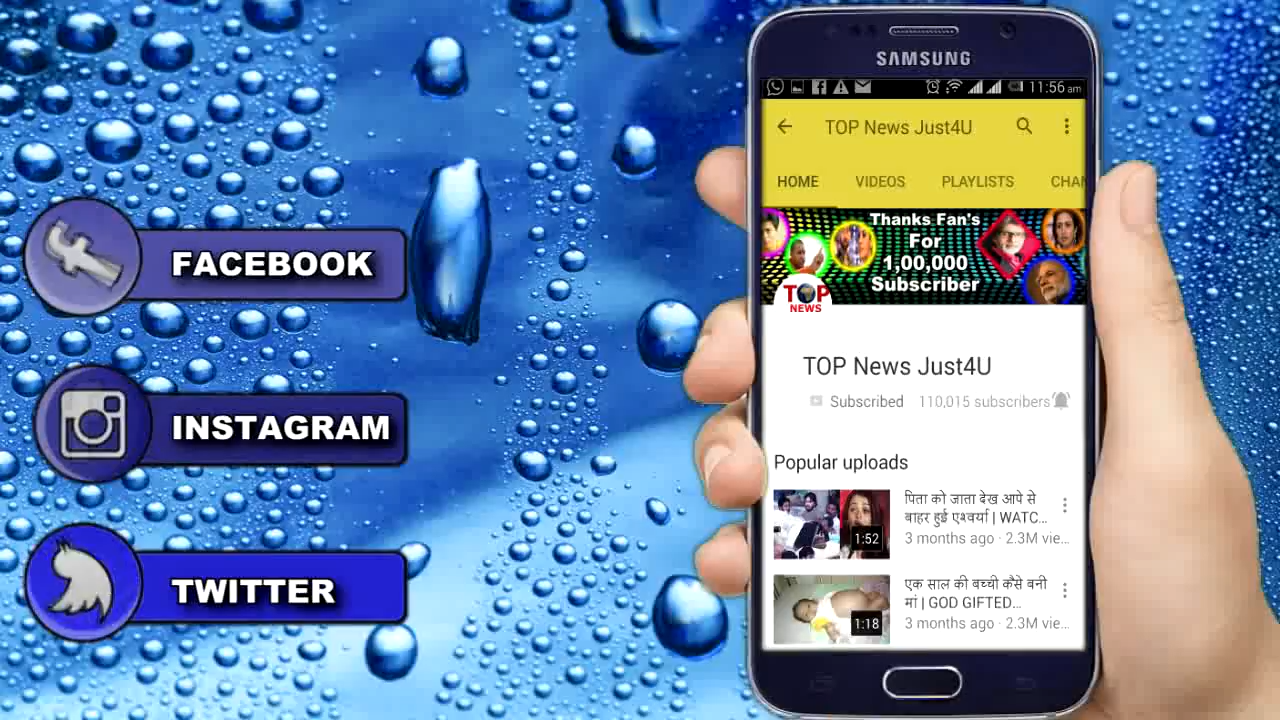 FACEBOOK
INSTAGRAM
TWITTER
SAMSUNG
11:56 am
TOP News Just4U
HOME VIDEOS PLAYLISTS CHAN
Thanks Fan's
For
1,00,000
Subscriber
TOP
NEWS
TOP News Just4U
Subscribed 110,015 subscribers
Popular uploads
पिता को जाता देख आपे से
बाहर हुई एश्वर्या | WATC...
3 months ago · 2.3M vie...
1:52
एक साल की बच्ची कैसे बनी
मां | GOD GIFTED...
3 months ago · 2.3M vie...
1:18